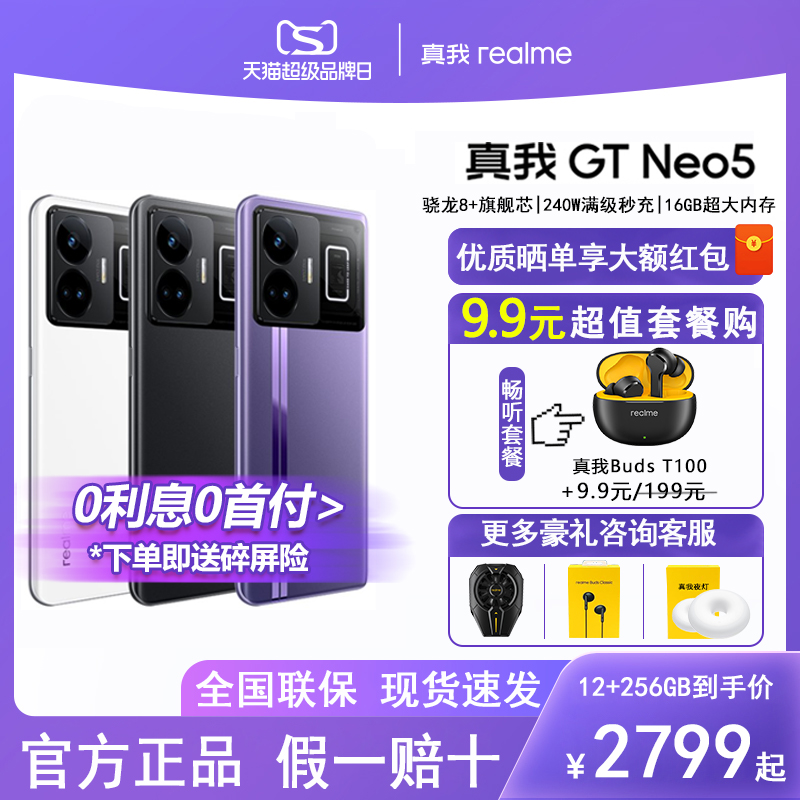 天猫超级品牌日
真我 realme
真我 GT Neo5
骁龙8+旗舰芯|240W满级秒充|16GB超大内存
优质晒单享大额红包
¥
9.9元超值套餐购
畅听套餐
realme
真我Buds T100
+9.9元/199元
0利息0首付>
*下单即送碎屏险
realme
更多豪礼咨询客服
realme Buds Classic
真我夜灯
全国联保 现货速发
12+256GB到手价
官方正品 假一赔十
¥2799起